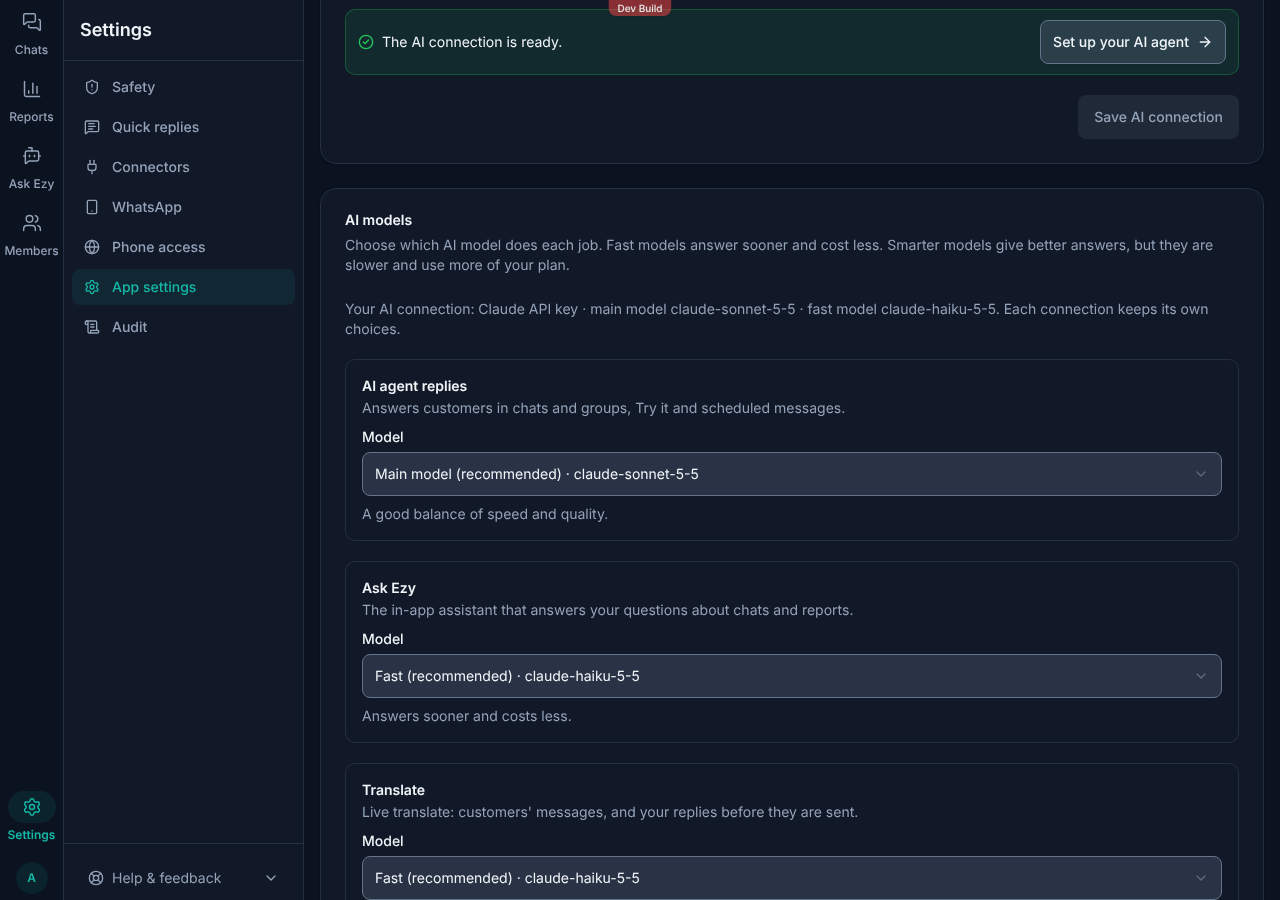 Dev Build
Chats
Reports
Ask Ezy
Members
Settings
A
Settings
Safety
Quick replies
Connectors
WhatsApp
Phone access
App settings
Audit
Help & feedback
The AI connection is ready.
Set up your AI agent →
Save AI connection
AI models
Choose which AI model does each job. Fast models answer sooner and cost less. Smarter models give better answers, but they are
slower and use more of your plan.
Your AI connection: Claude API key · main model claude-sonnet-5-5 · fast model claude-haiku-5-5. Each connection keeps its own
choices.
AI agent replies
Answers customers in chats and groups, Try it and scheduled messages.
Model
Main model (recommended) · claude-sonnet-5-5
A good balance of speed and quality.
Ask Ezy
The in-app assistant that answers your questions about chats and reports.
Model
Fast (recommended) · claude-haiku-5-5
Answers sooner and costs less.
Translate
Live translate: customers' messages, and your replies before they are sent.
Model
Fast (recommended) · claude-haiku-5-5